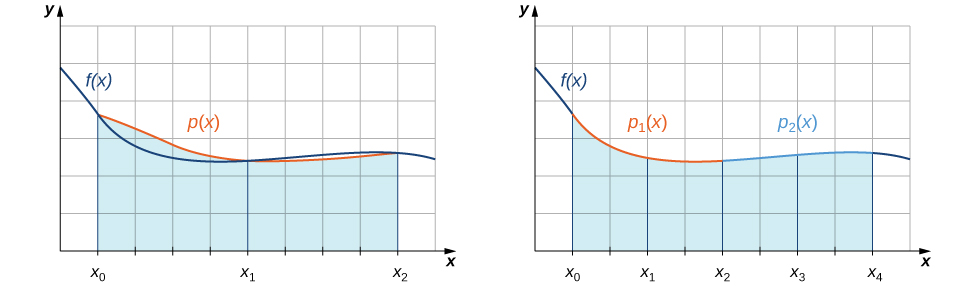 y
f(x)
p(x)
x
x₀ x₁ x₂
y
f(x)
p₁(x) p₂(x)
x
x₀ x₁ x₂ x₃ x₄